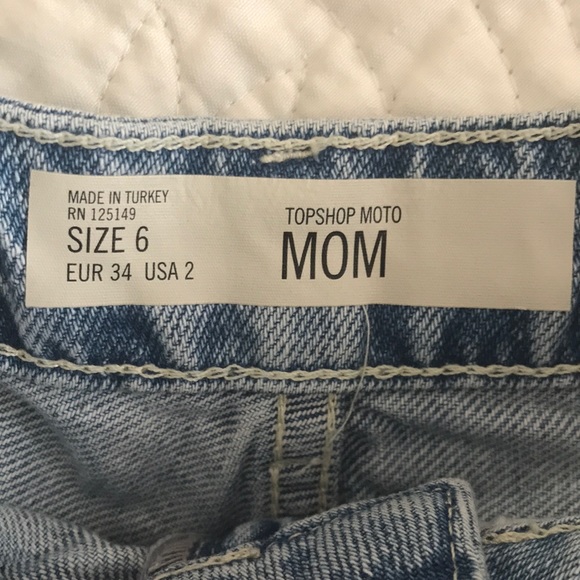 MADE IN TURKEY
RN 125149
SIZE 6
EUR 34 USA 2
TOPSHOP MOTO
MOM